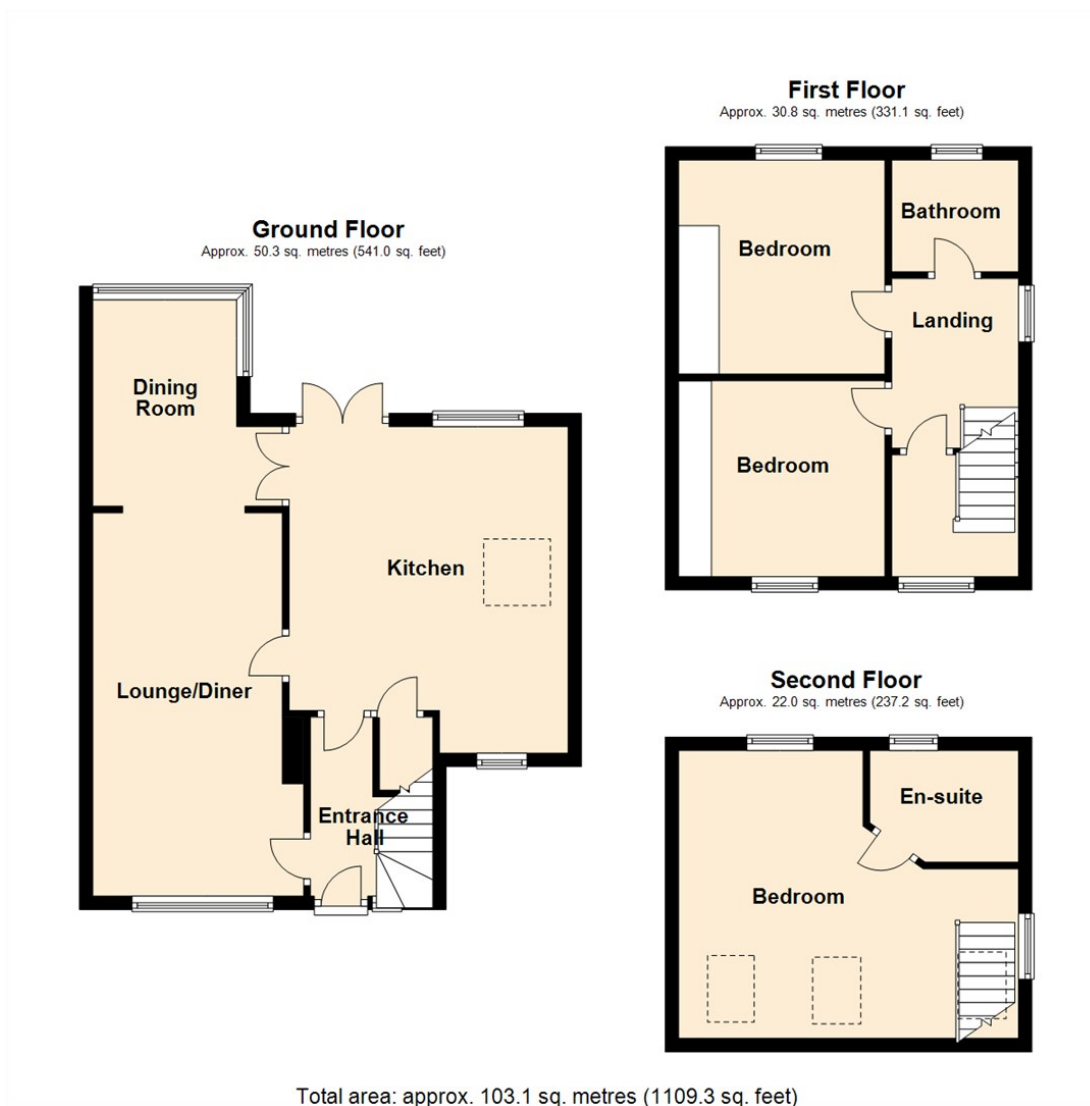 First Floor
Approx. 30.8 sq. metres (331.1 sq. feet)
Bedroom
Bathroom
Landing
Bedroom
Ground Floor
Approx. 50.3 sq. metres (541.0 sq. feet)
Dining
Room
Kitchen
Lounge/Diner
Entrance
Hall
Second Floor
Approx. 22.0 sq. metres (237.2 sq. feet)
En-suite
Bedroom
Total area: approx. 103.1 sq. metres (1109.3 sq. feet)